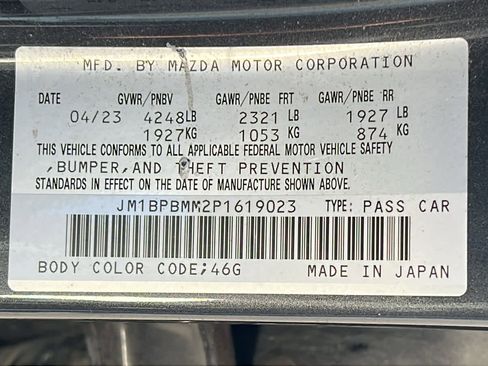 MFD. BY MAZDA MOTOR CORPORATION
DATE GVWR/PNBV GAWR/PNBE FRT GAWR/PNBE RR
04/23 4248LB 2321 LB 1927 LB
1927KG 1053 KG 874 KG
THIS VEHICLE CONFORMS TO ALL APPLICABLE FEDERAL MOTOR VEHICLE SAFETY
,BUMPER,AND THEFT PREVENTION
STANDARDS IN EFFECT ON THE DATE OF MANUFACTURE SHOWN ABOVE.
JM1BPBMM2P1619023 TYPE: PASS CAR
BODY COLOR CODE;46G MADE IN JAPAN